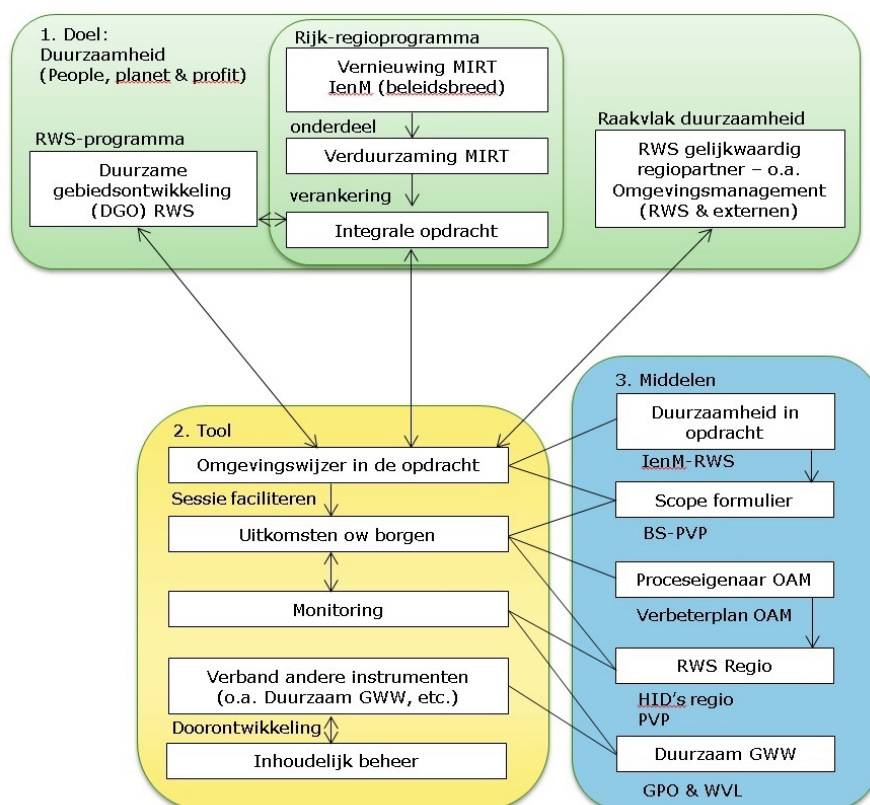 1. Doel:
Duurzaamheid
(People, planet & profit)
Rijk-regioprogramma
Vernieuwing MIRT
IenM (beleidsbreed)
onderdeel
Verduurzaming MIRT
verankering
Integrale opdracht
RWS-programma
Duurzame
gebiedsontwikkeling
(DGO) RWS
Raakvlak duurzaamheid
RWS gelijkwaardig
regiopartner – o.a.
Omgevingsmanagement
(RWS & externen)
2. Tool
Omgevingswijzer in de opdracht
Sessie faciliteren
Uitkomsten ow borgen
Monitoring
Verband andere instrumenten
(o.a. Duurzaam GWW, etc.)
Doorontwikkeling
Inhoudelijk beheer
3. Middelen
Duurzaamheid in
opdracht
IenM-RWS
Scope formulier
BS-PVP
Proceseigenaar OAM
Verbeterplan OAM
RWS Regio
HID’s regio
PVP
Duurzaam GWW
GPO & WVL